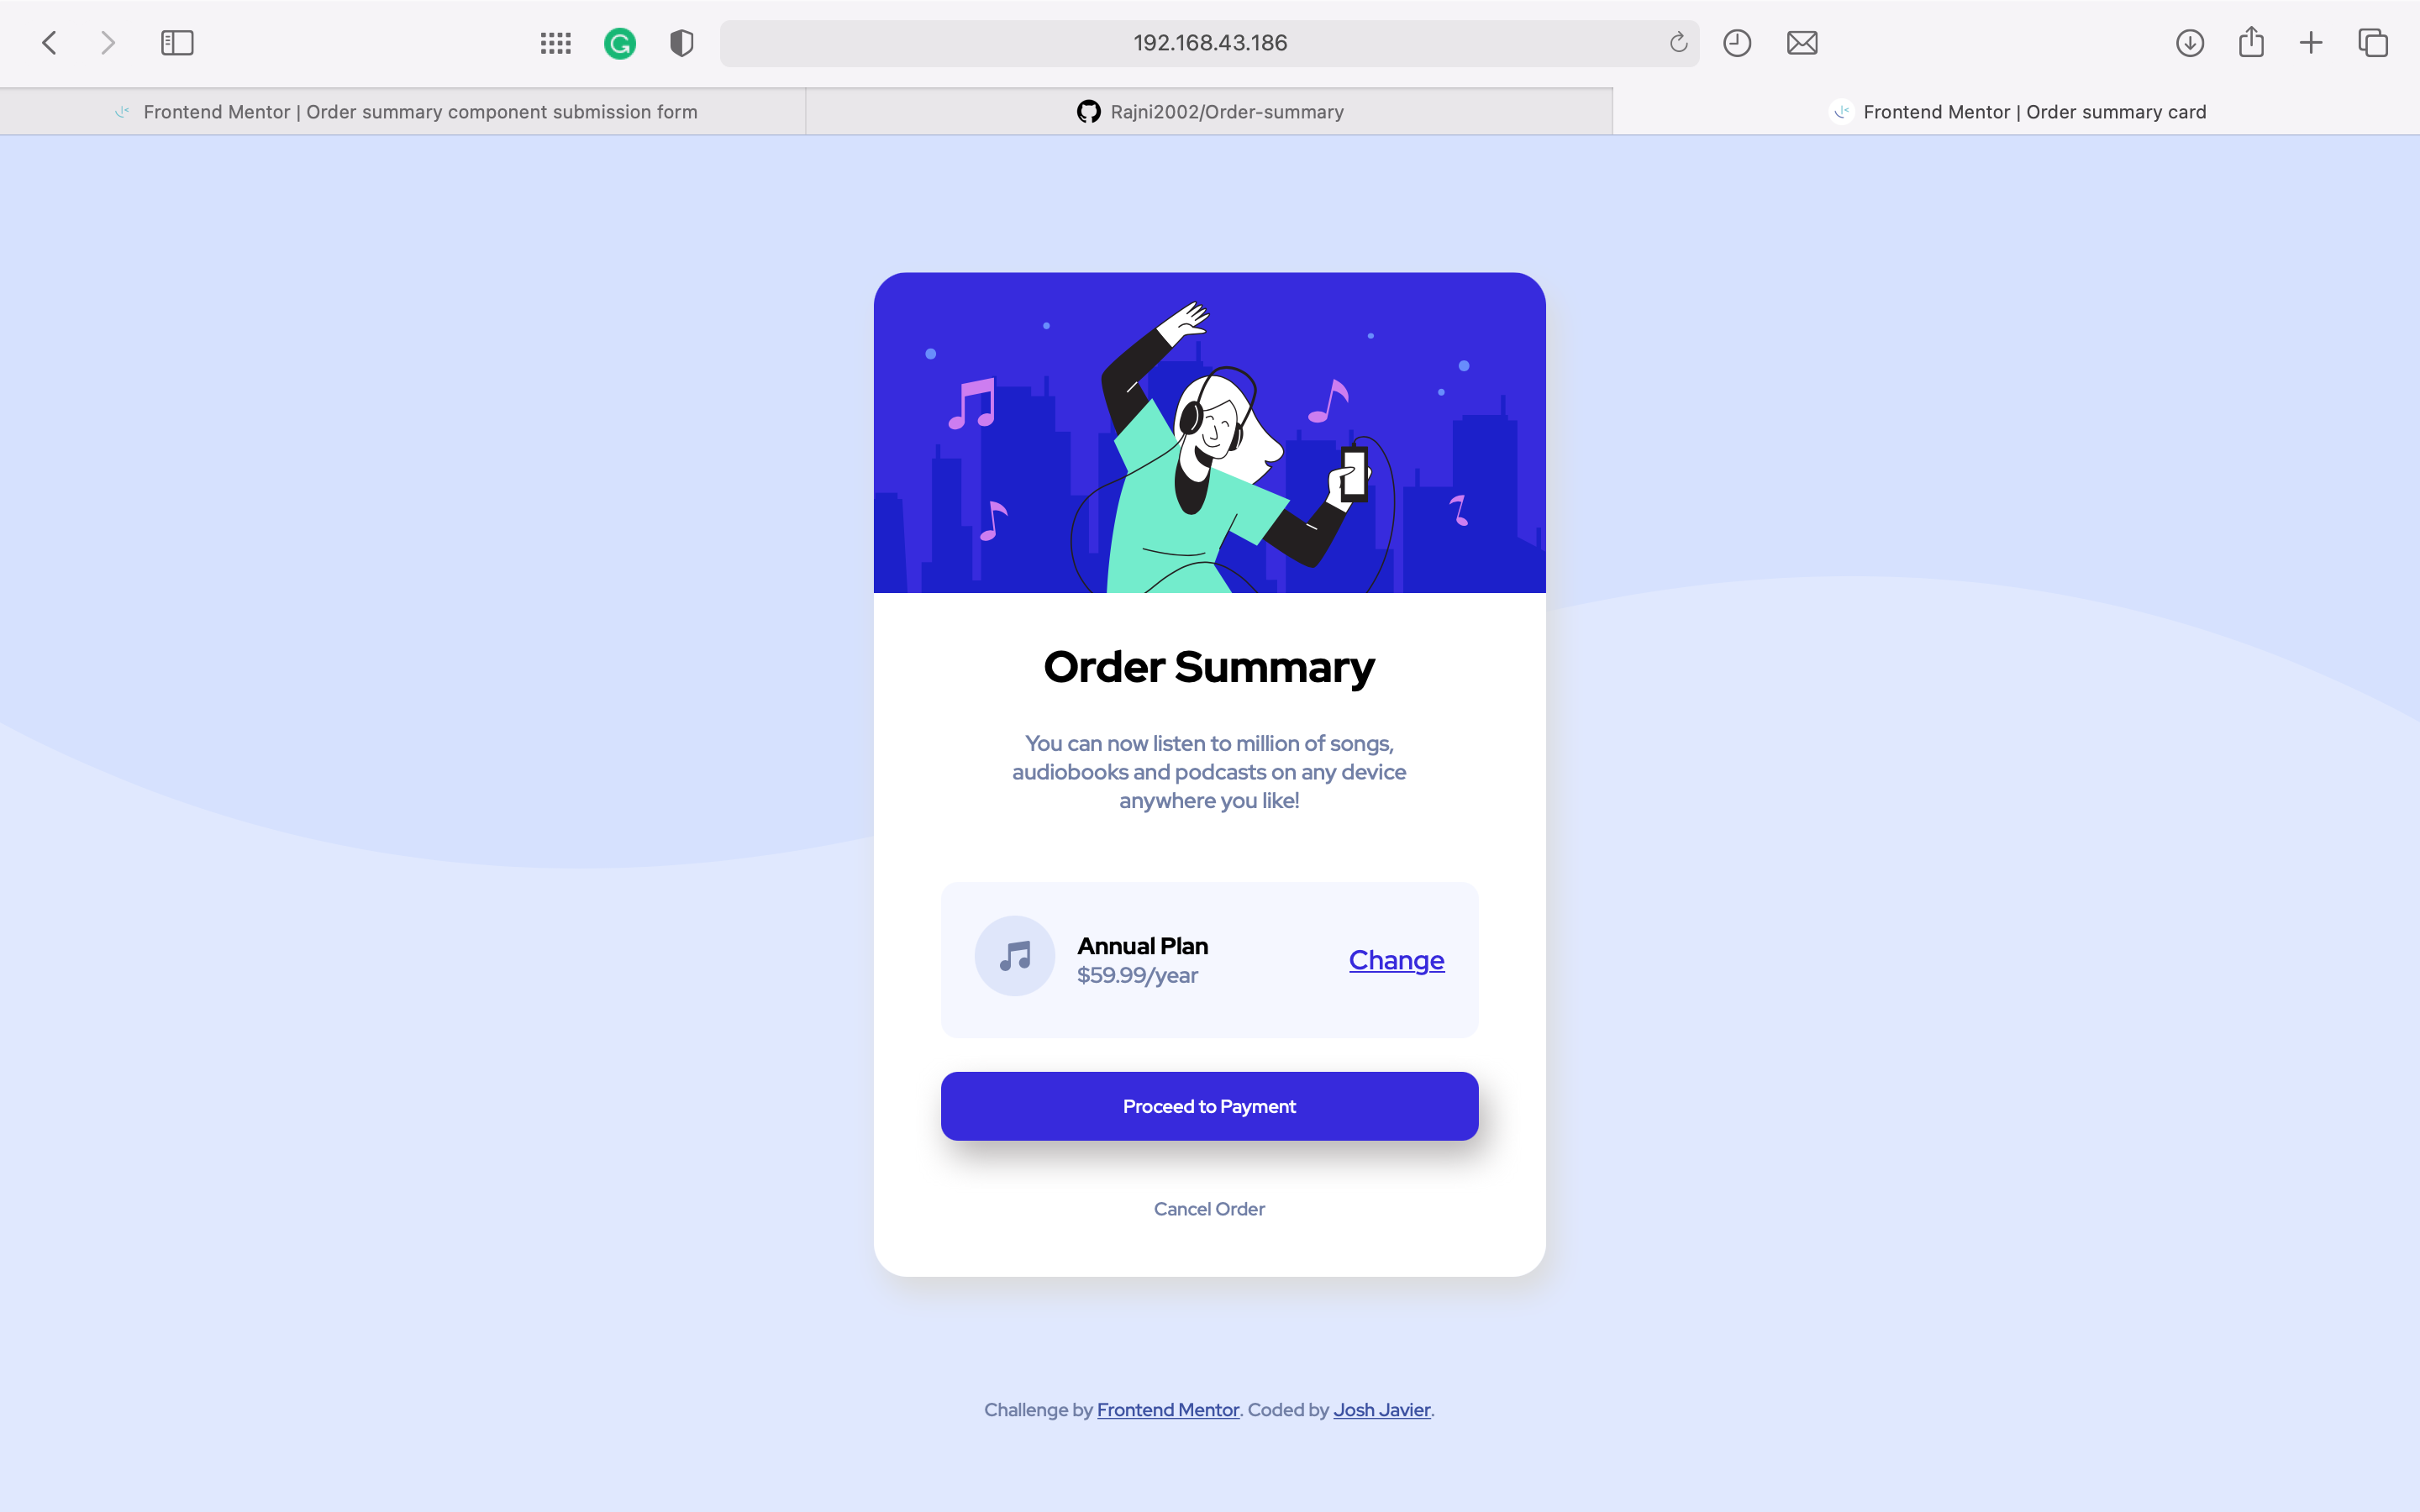 192.168.43.186
Frontend Mentor | Order summary component submission form
Rajni2002/Order-summary
Frontend Mentor | Order summary card
Order Summary
You can now listen to million of songs,
audiobooks and podcasts on any device
anywhere you like!
Annual Plan
$59.99/year
Change
Proceed to Payment
Cancel Order
Challenge by Frontend Mentor. Coded by Josh Javier.